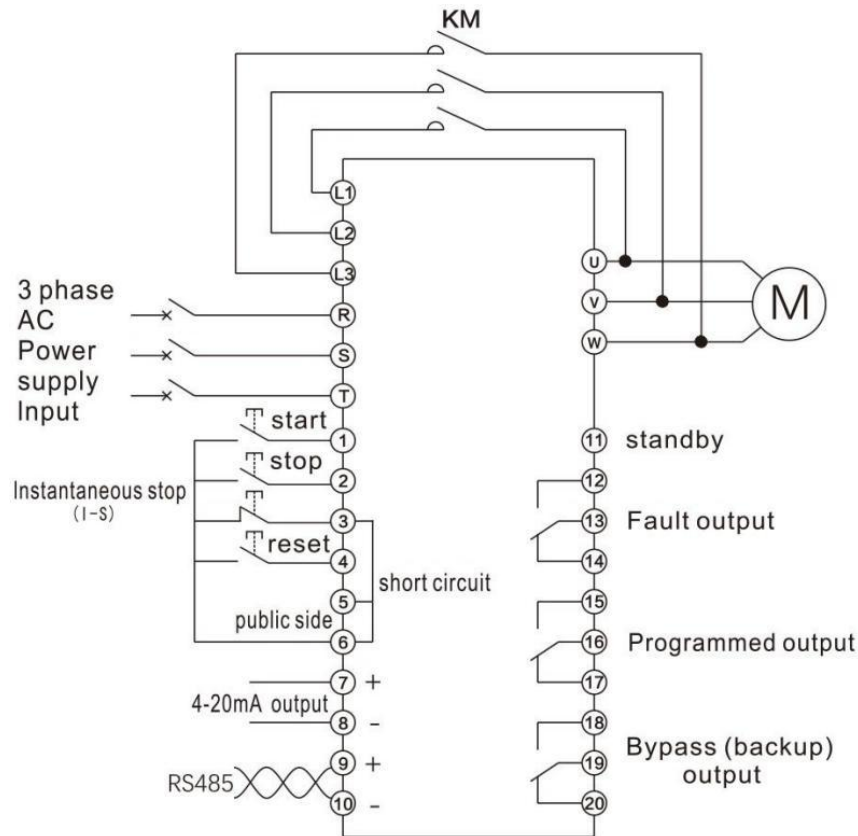 KM
L1
L2
L3
3 phase
AC
Power
supply
Input
R
S
T
U
V
W
M
start
1
stop
2
Instantaneous stop
(I-S)
3
reset
4
short circuit
5
public side
6
7 +
4-20mA output
8 -
RS485
9 +
10 -
11 standby
12
13 Fault output
14
15
16 Programmed output
17
18
19 Bypass (backup)
output
20